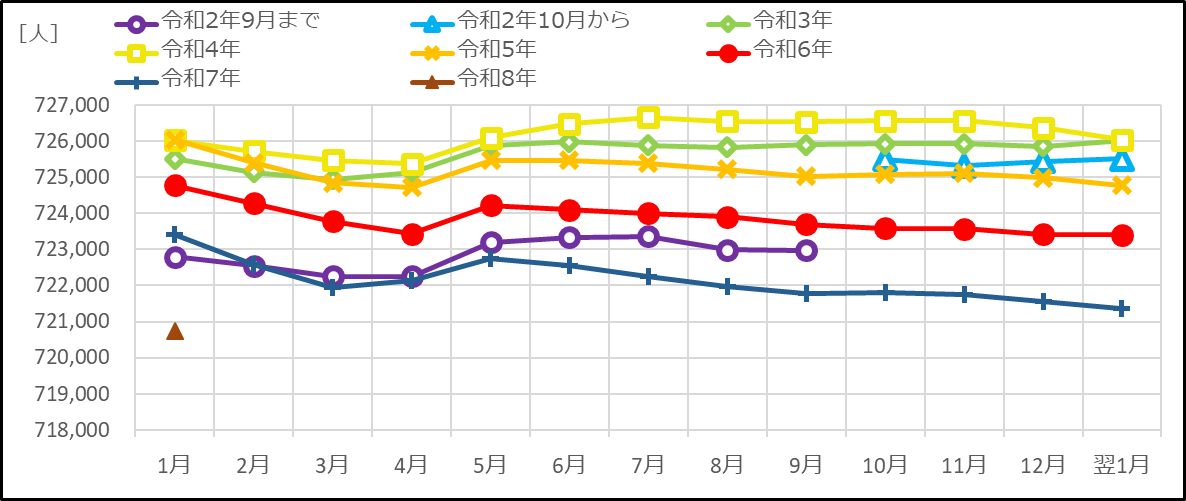 [人]
令和2年9月まで 令和2年10月から 令和3年
令和4年 令和5年 令和6年
令和7年 令和8年
727,000
726,000
725,000
724,000
723,000
722,000
721,000
720,000
719,000
718,000
1月 2月 3月 4月 5月 6月 7月 8月 9月 10月 11月 12月 翌1月